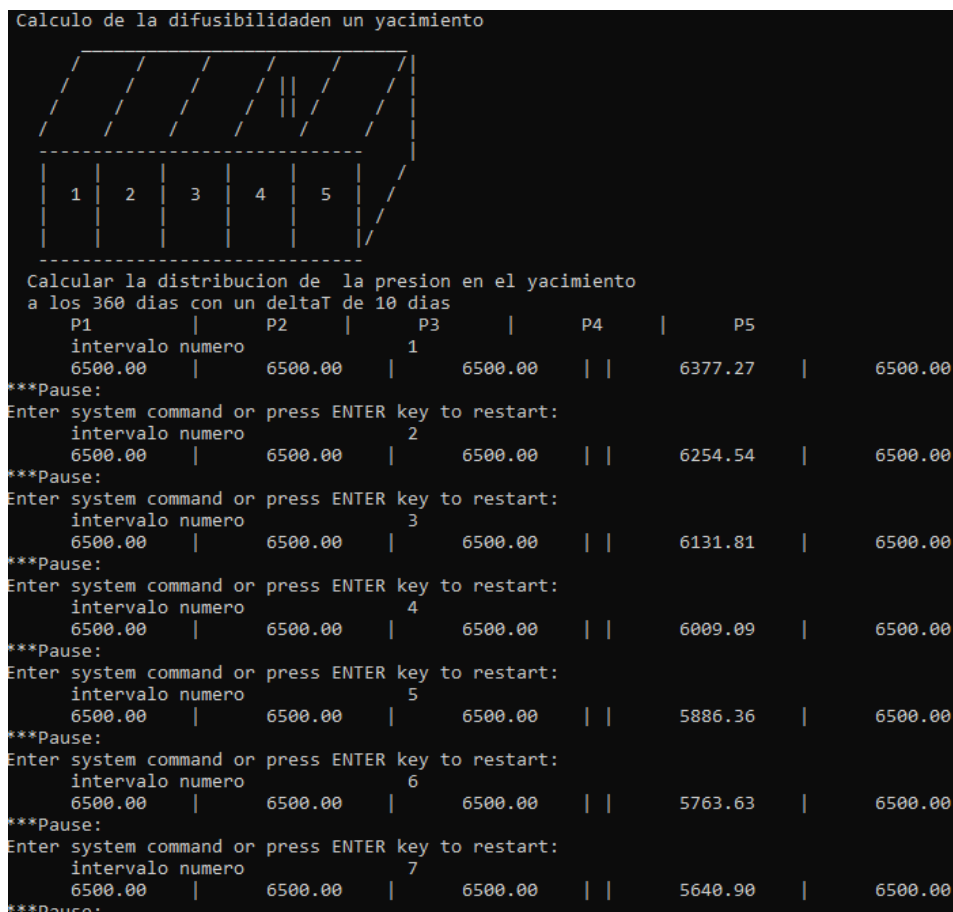 Calculo de la difusibilidaden un yacimiento
1 | 2 | 3 | 4 | 5
Calcular la distribucion de  la presion en el yacimiento
a los 360 dias con un deltaT de 10 dias
P1 | P2 | P3 | P4 | P5
intervalo numero 1
6500.00 | 6500.00 | 6500.00 | | 6377.27 | 6500.00
***Pause:
Enter system command or press ENTER key to restart:
intervalo numero 2
6500.00 | 6500.00 | 6500.00 | | 6254.54 | 6500.00
***Pause:
Enter system command or press ENTER key to restart:
intervalo numero 3
6500.00 | 6500.00 | 6500.00 | | 6131.81 | 6500.00
***Pause:
Enter system command or press ENTER key to restart:
intervalo numero 4
6500.00 | 6500.00 | 6500.00 | | 6009.09 | 6500.00
***Pause:
Enter system command or press ENTER key to restart:
intervalo numero 5
6500.00 | 6500.00 | 6500.00 | | 5886.36 | 6500.00
***Pause:
Enter system command or press ENTER key to restart:
intervalo numero 6
6500.00 | 6500.00 | 6500.00 | | 5763.63 | 6500.00
***Pause:
Enter system command or press ENTER key to restart:
intervalo numero 7
6500.00 | 6500.00 | 6500.00 | | 5640.90 | 6500.00
***Pause: